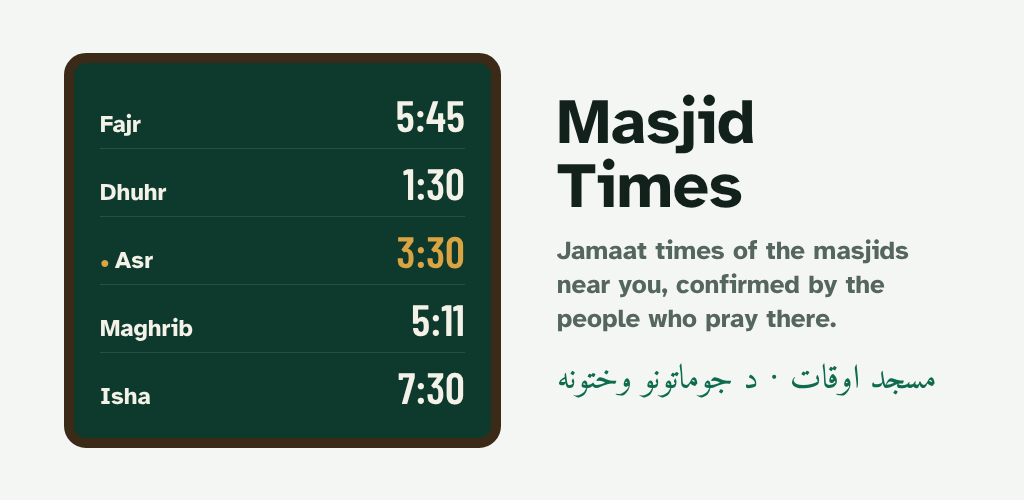 Fajr 5:45
Dhuhr 1:30
• Asr 3:30
Maghrib 5:11
Isha 7:30
Masjid
Times
Jamaat times of the masjids
near you, confirmed by the
people who pray there.
مسجد اوقات · د جوماتونو وختونه